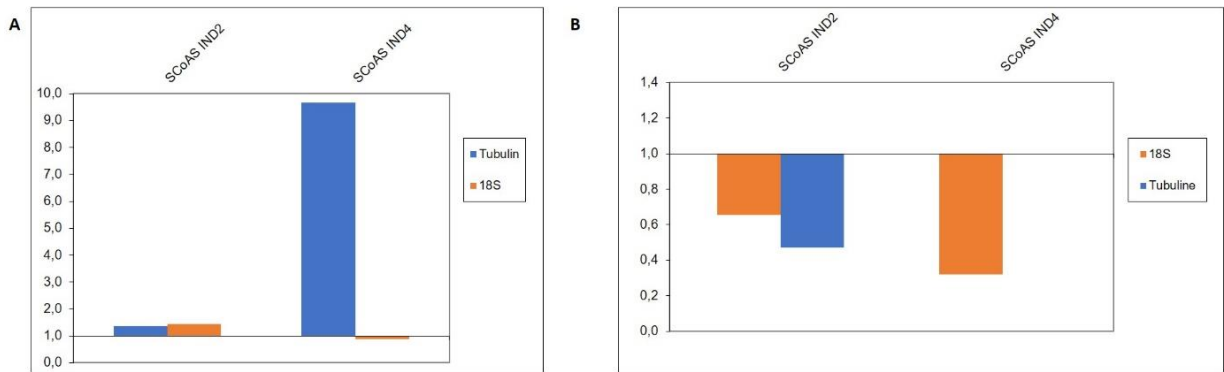 A
SCoAS IND2
SCoAS IND4
10,0
9,0
8,0
7,0
6,0
5,0
4,0
3,0
2,0
1,0
0,0
Tubulin
18S
B
SCoAS IND2
SCoAS IND4
1,4
1,2
1,0
0,8
0,6
0,4
0,2
0,0
18S
Tubuline